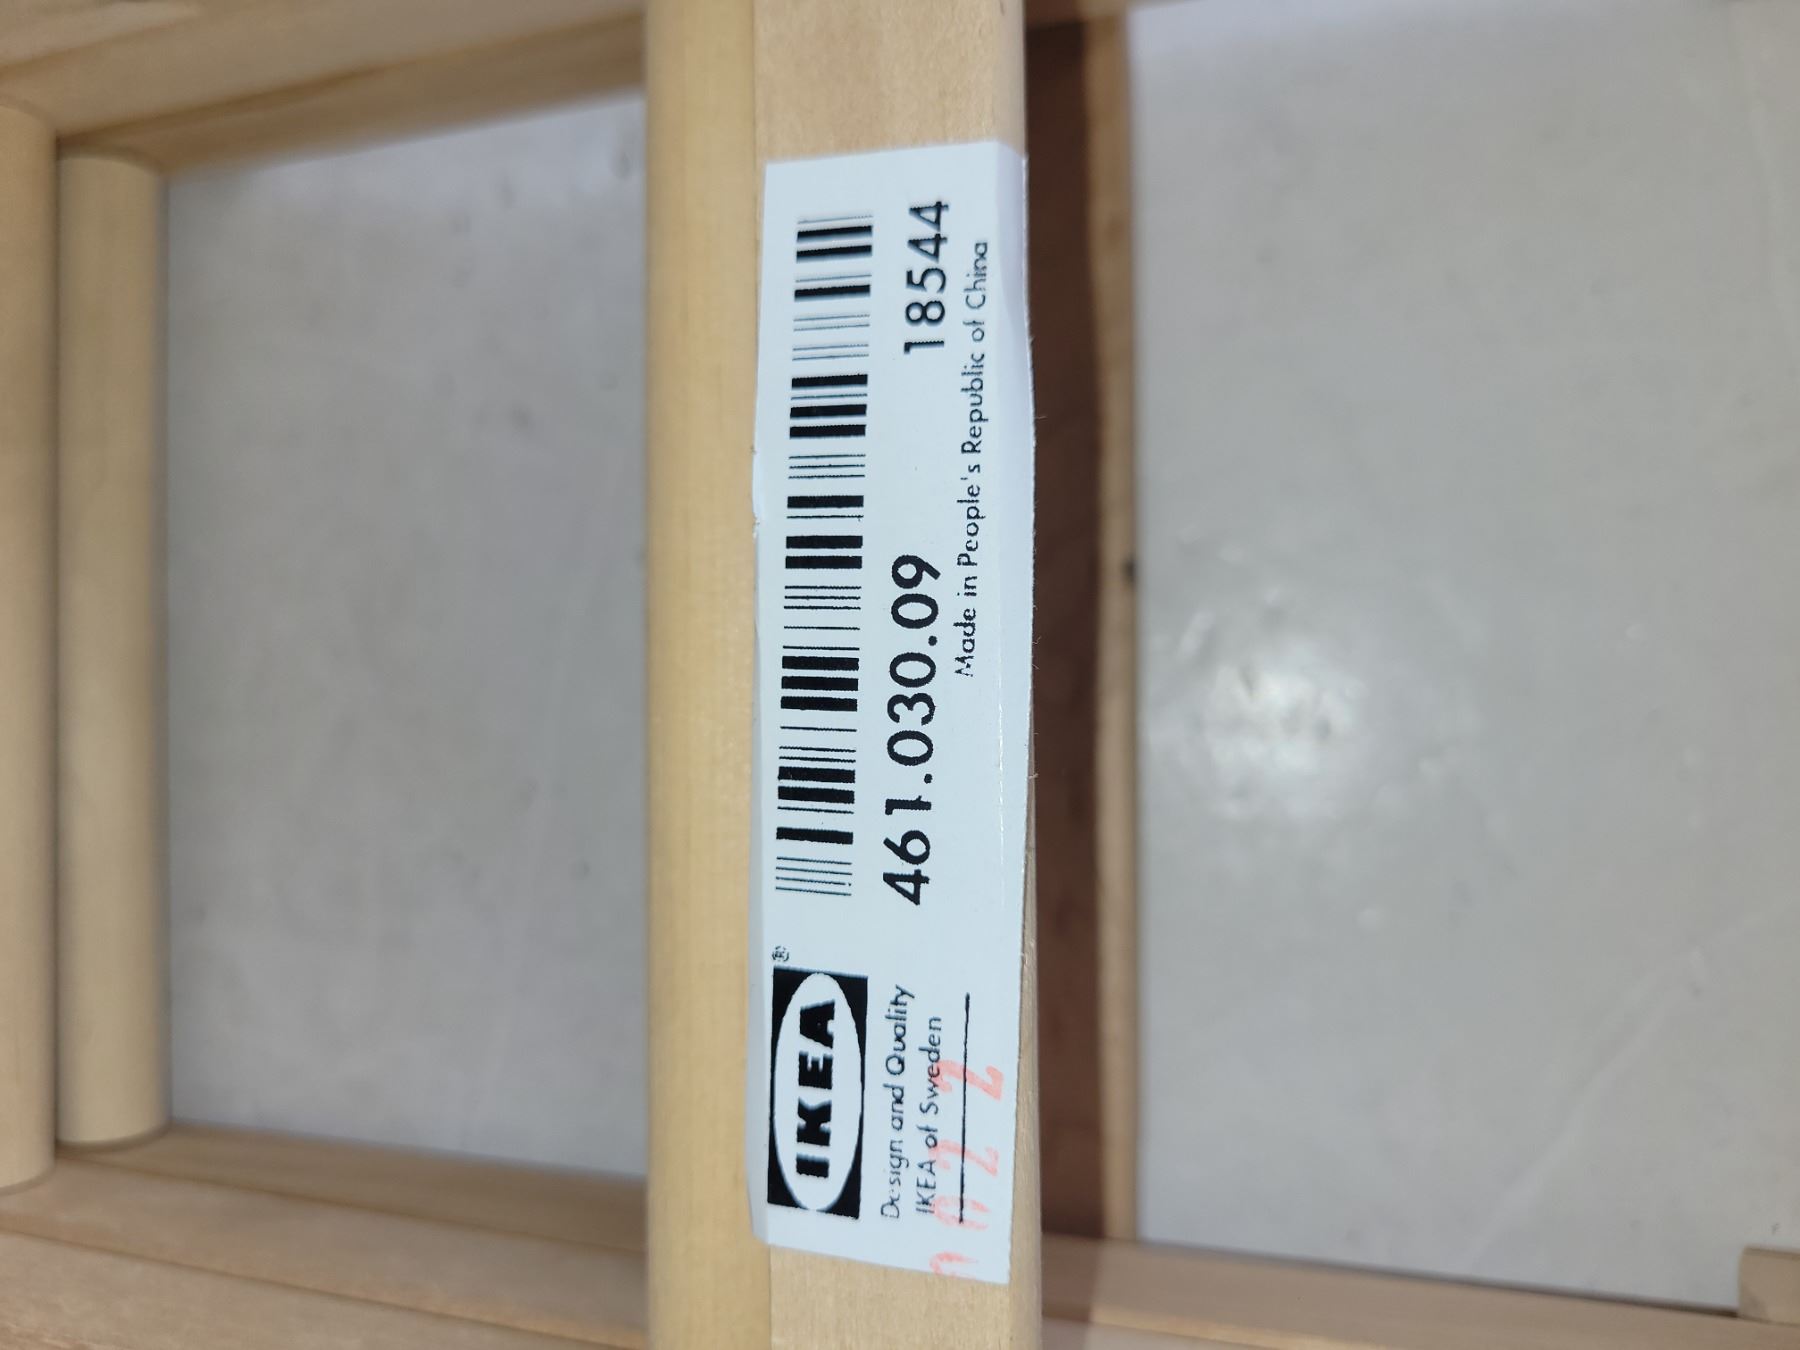 IKEA®
Design and Quality
IKEA of Sweden
461.030.09 18544
Made in People's Republic of China